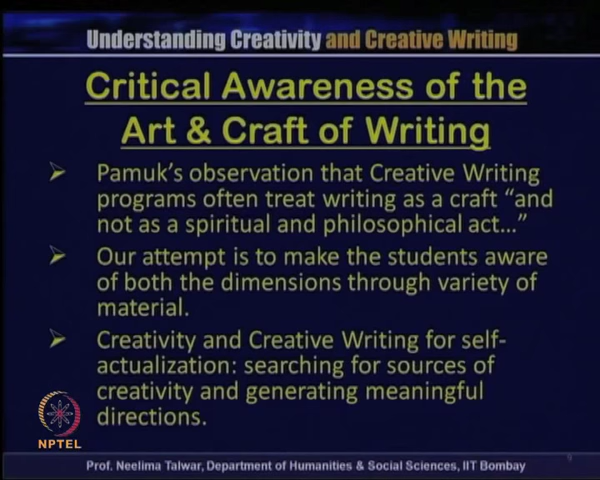 Understanding Creativity and Creative Writing
Critical Awareness of the
Art & Craft of Writing
Pamuk's observation that Creative Writing
programs often treat writing as a craft "and
not as a spiritual and philosophical act..."
Our attempt is to make the students aware
of both the dimensions through variety of
material.
Creativity and Creative Writing for self-
actualization: searching for sources of
creativity and generating meaningful
directions.
NPTEL
Prof. Neelima Talwar, Department of Humanities & Social Sciences, IIT Bombay